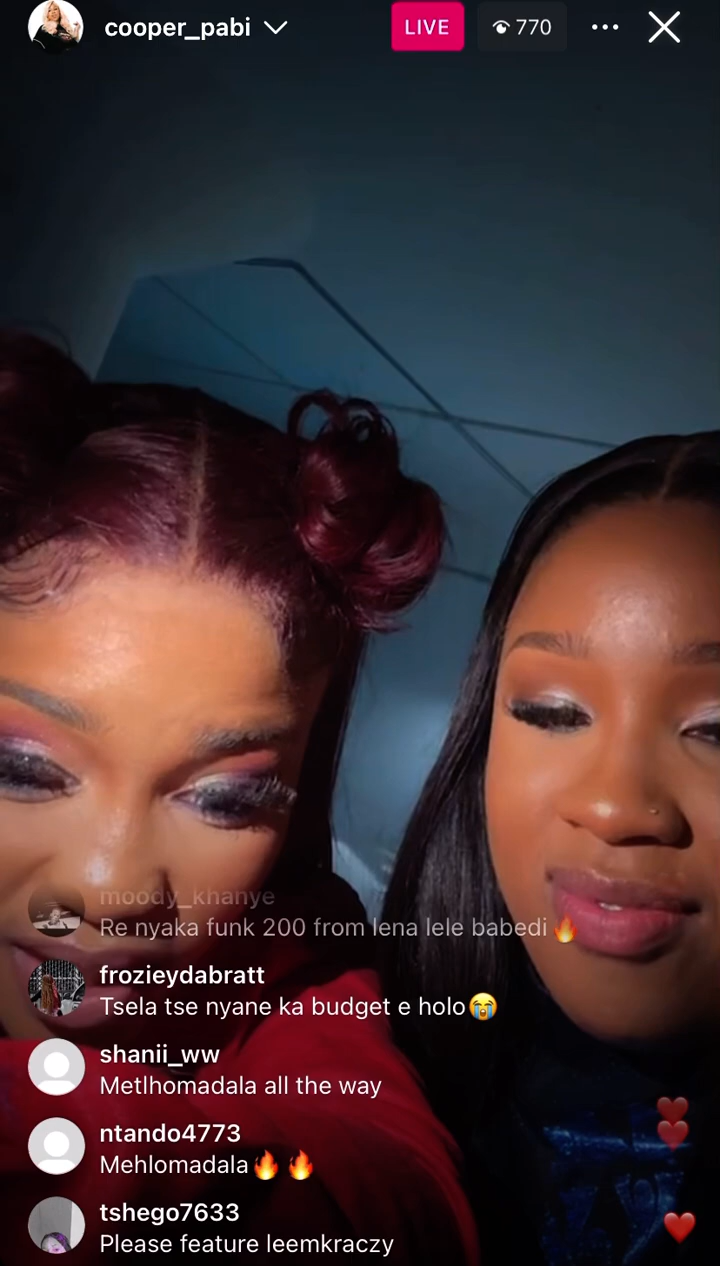 cooper_pabi
LIVE
770
moody_khanye
Re nyaka funk 200 from lena lele babedi🔥
frozieydabratt
Tsela tse nyane ka budget e holo😭
shanii_ww
Metlhomadala all the way
ntando4773
Mehlomadala🔥 🔥
tshego7633
Please feature leemkraczy